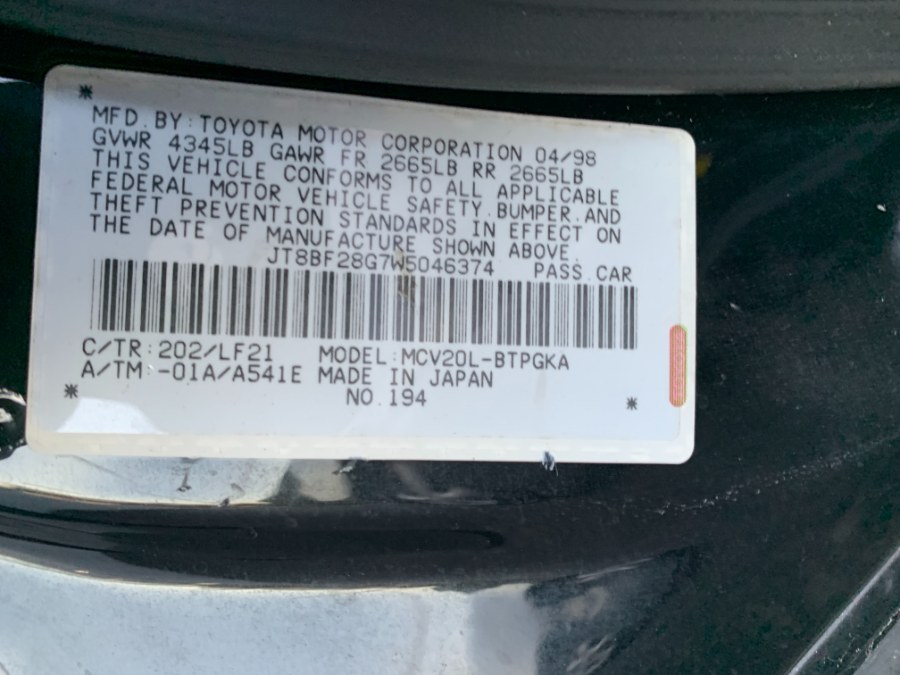 MFD. BY: TOYOTA MOTOR CORPORATION 04/98
GVWR 4345LB GAWR FR 2665LB RR 2665LB
THIS VEHICLE CONFORMS TO ALL APPLICABLE
FEDERAL MOTOR VEHICLE SAFETY. BUMPER. AND
THEFT PREVENTION STANDARDS IN EFFECT ON
THE DATE OF MANUFACTURE SHOWN ABOVE.
JT8BF28G7W5046374 PASS. CAR
C/TR: 202/LF21 MODEL: MCV20L-BTPGKA
A/TM: -01A/A541E MADE IN JAPAN
NO. 194